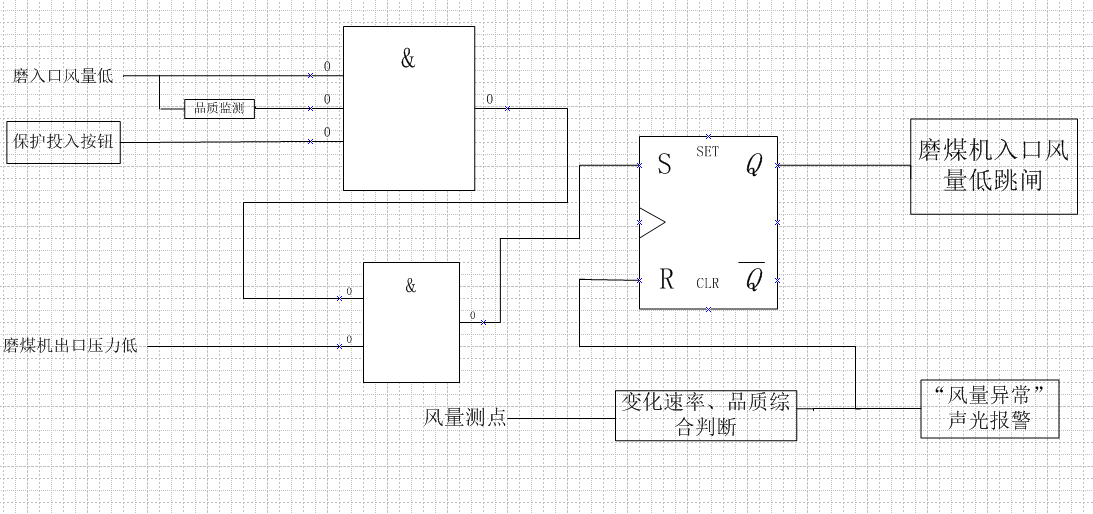 &
磨入口风量低
0
品质监测
0
0
保护投入按钮
0
S
SET
Q
磨煤机入口风
量低跳闸
&
0
R
CLR
Q
0
磨煤机出口压力低
0
风量测点
变化速率、品质综
合判断
“风量异常”
声光报警